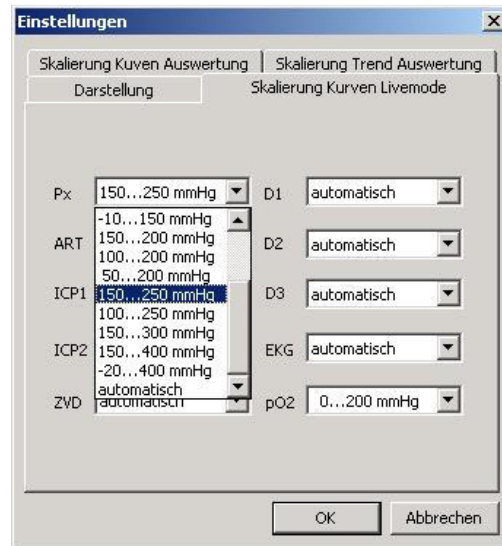 Einstellungen
Skalierung Kuven Auswertung
Skalierung Trend Auswertung
Darstellung
Skalierung Kurven Livemode
Px
150...250 mmHg
D1
automatisch
-10...150 mmHg
150...200 mmHg
100...200 mmHg
50...200 mmHg
150...250 mmHg
100...250 mmHg
150...300 mmHg
150...400 mmHg
-20...400 mmHg
automatisch
ART
D2
automatisch
ICP1
D3
automatisch
ICP2
EKG
automatisch
ZVD
automatisch
pO2
0...200 mmHg
OK
Abbrechen